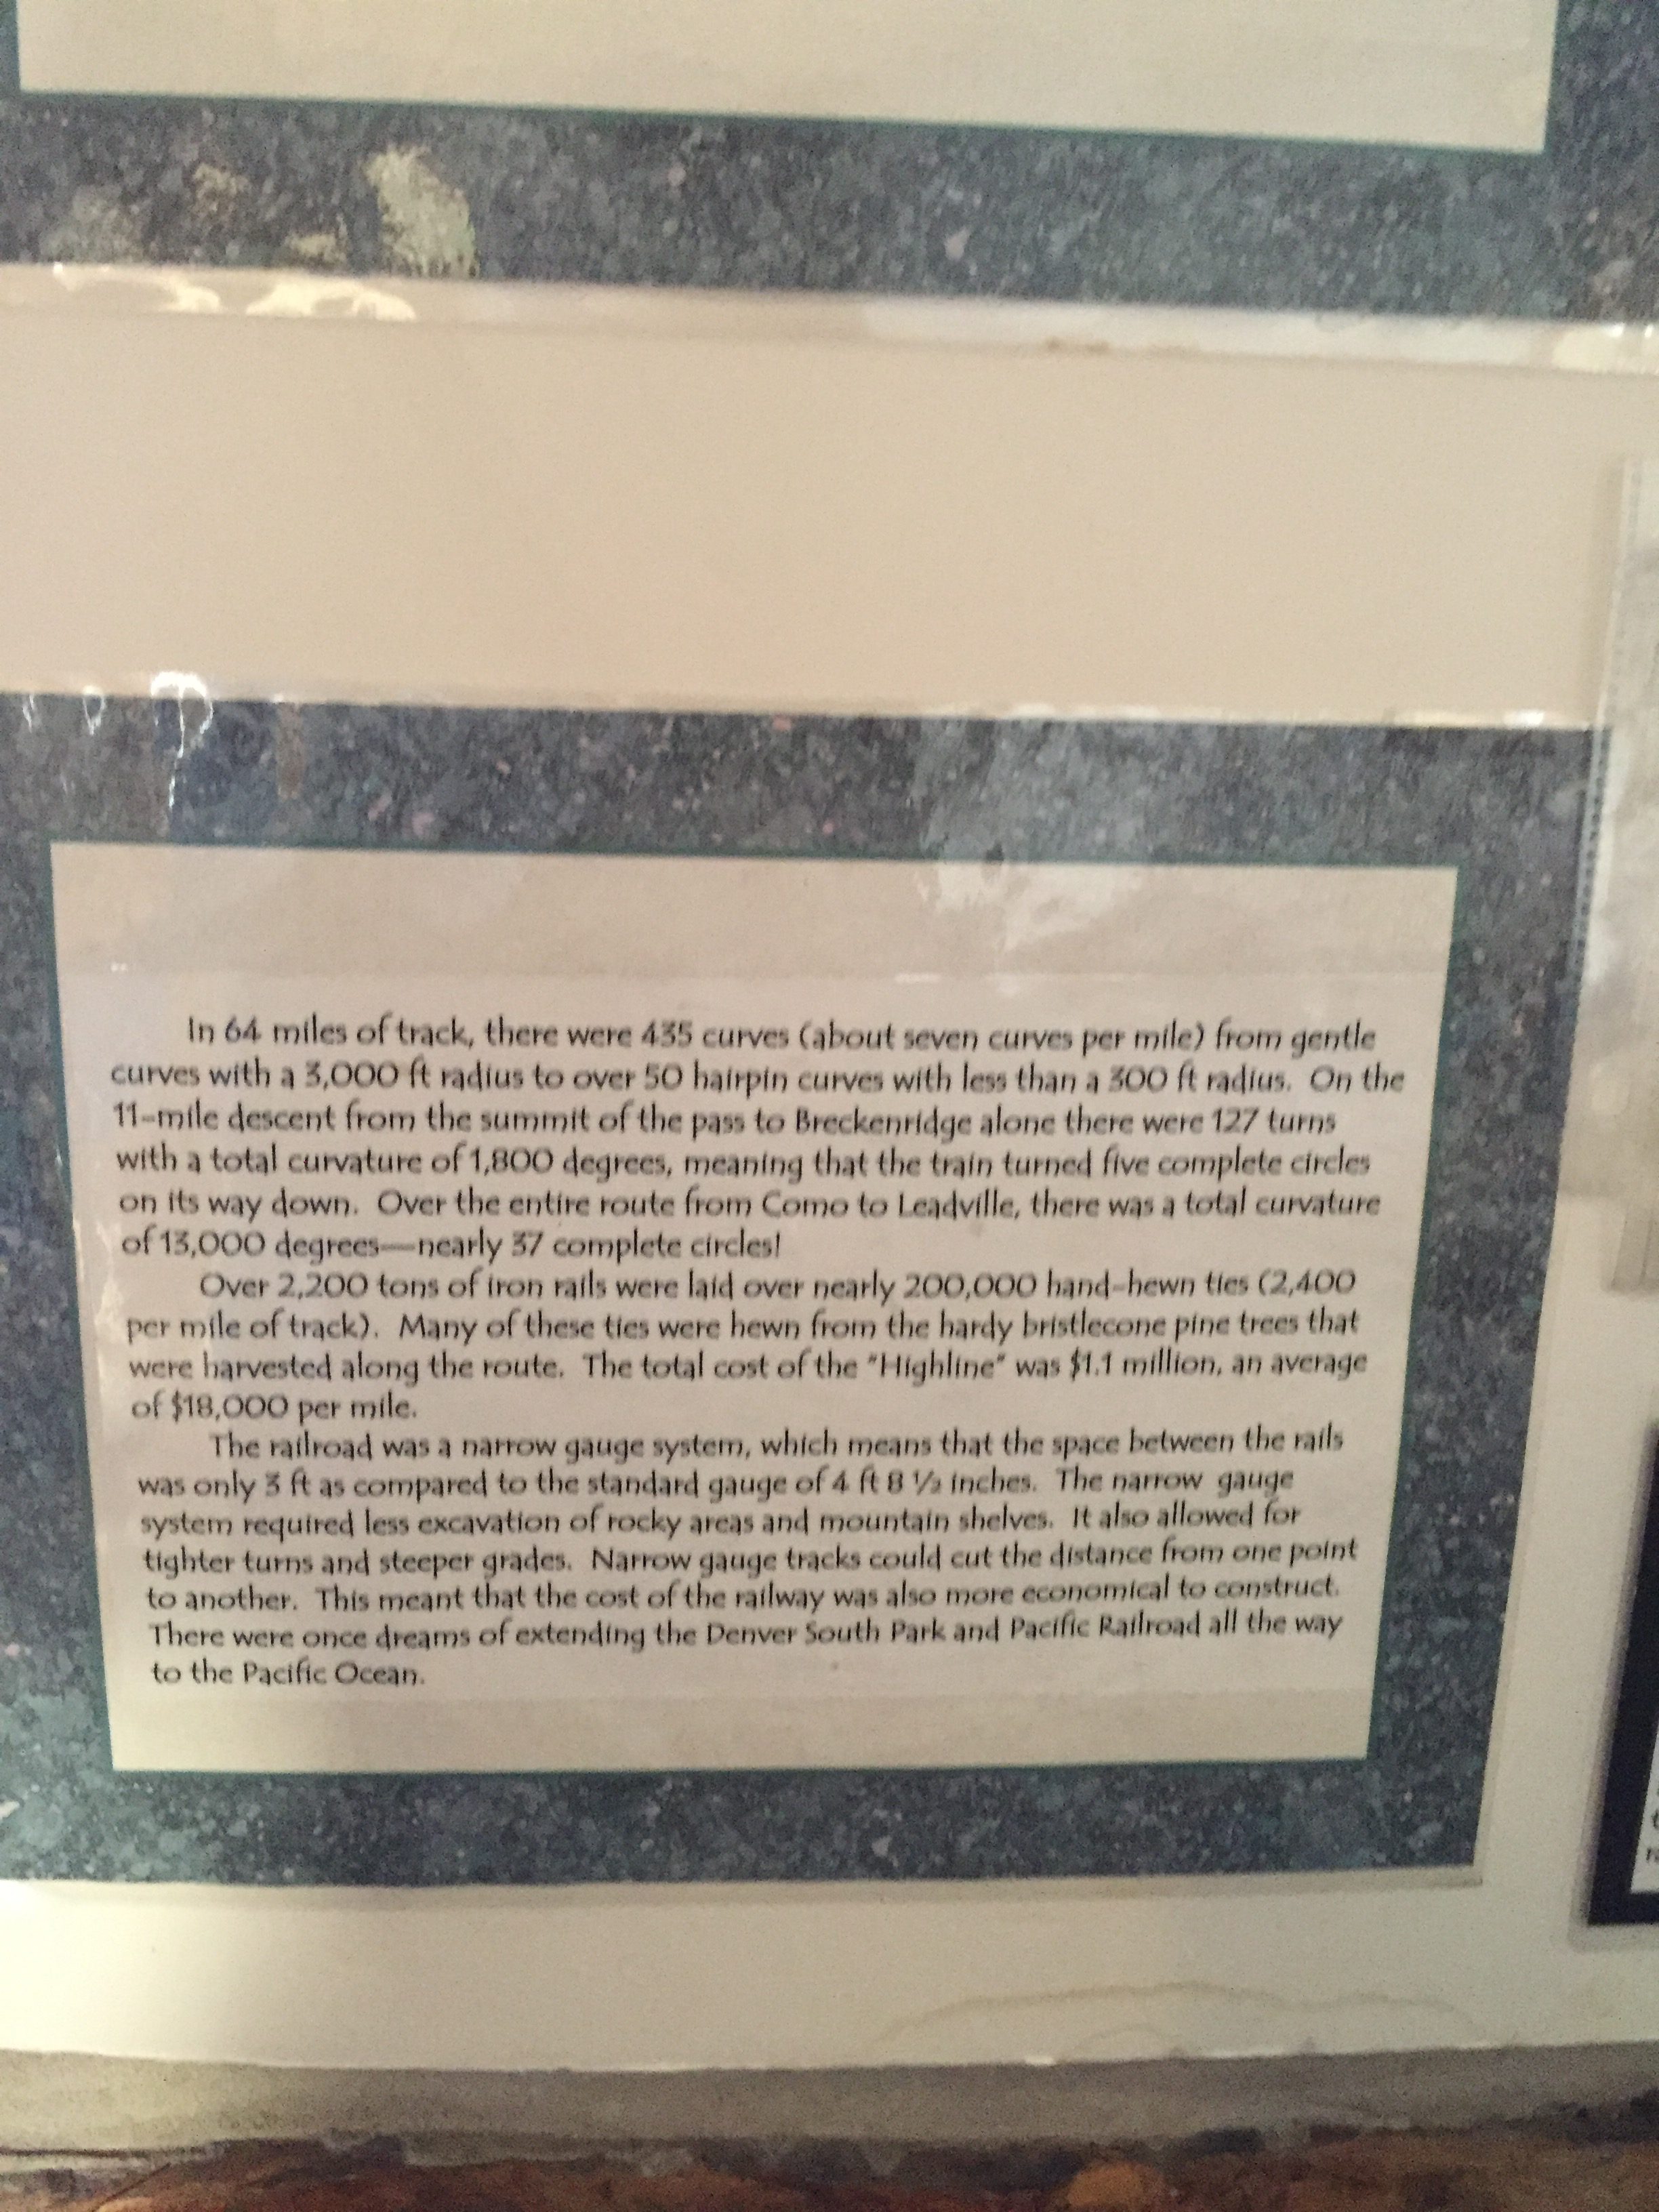 In 64 miles of track, there were 435 curves (about seven curves per mile) from gentle
curves with a 3,000 ft radius to over 50 hairpin curves with less than a 300 ft radius. On the
11-mile descent from the summit of the pass to Breckenridge alone there were 127 turns
with a total curvature of 1,800 degrees, meaning that the train turned five complete circles
on its way down. Over the entire route from Como to Leadville, there was a total curvature
of 13,000 degrees—nearly 37 complete circles!
Over 2,200 tons of iron rails were laid over nearly 200,000 hand-hewn ties (2,400
per mile of track). Many of these ties were hewn from the hardy bristlecone pine trees that
were harvested along the route. The total cost of the "Highline" was $1.1 million, an average
of $18,000 per mile.
The railroad was a narrow gauge system, which means that the space between the rails
was only 3 ft as compared to the standard gauge of 4 ft 8 ½ inches. The narrow gauge
system required less excavation of rocky areas and mountain shelves. It also allowed for
tighter turns and steeper grades. Narrow gauge tracks could cut the distance from one point
to another. This meant that the cost of the railway was also more economical to construct.
There were once dreams of extending the Denver South Park and Pacific Railroad all the way
to the Pacific Ocean.